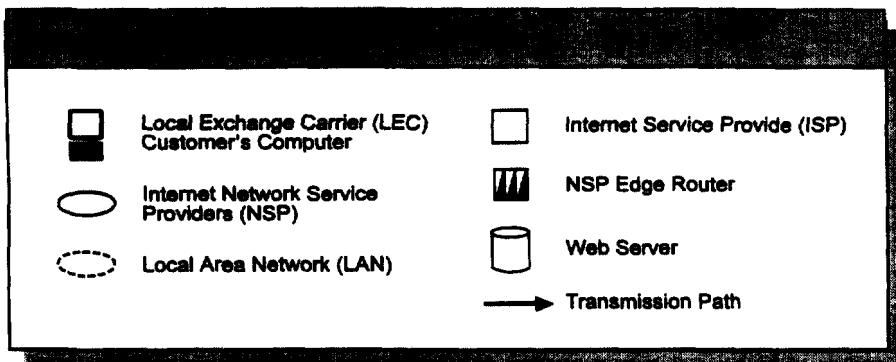 Local Exchange Carrier (LEC)
Customer's Computer
Internet Network Service
Providers (NSP)
Local Area Network (LAN)
Internet Service Provide (ISP)
NSP Edge Router
Web Server
Transmission Path